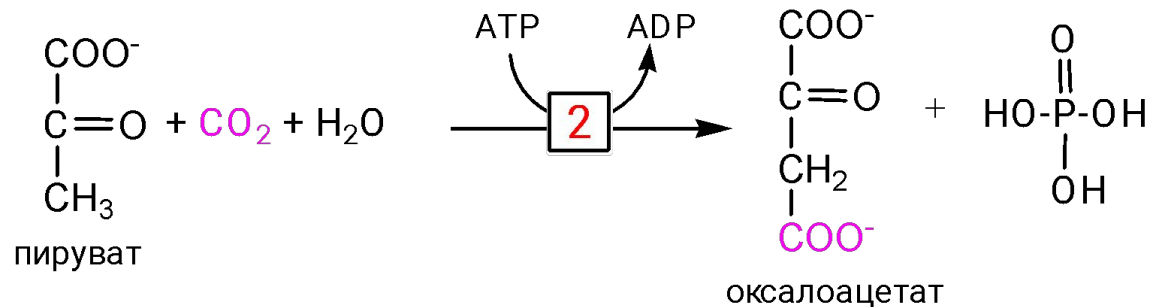 ATP ADP
COO⁻ COO⁻
C=O + CO₂ + H₂O 2 C=O + HO-P-OH
O
CH₃ CH₂ OH
COO⁻
пируват
оксалоацетат